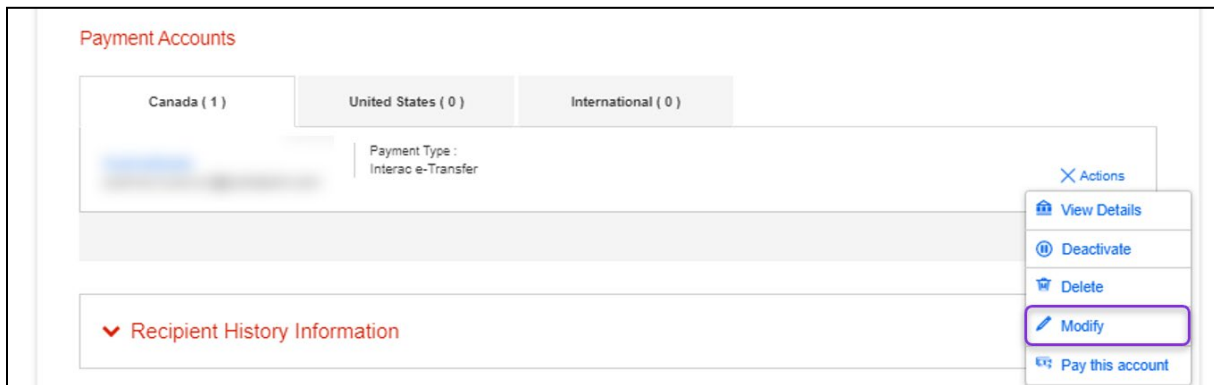 Payment Accounts
Canada ( 1 )
United States ( 0 )
International ( 0 )
Payment Type :
Interac e-Transfer
Actions
View Details
Deactivate
Delete
Modify
Pay this account
Recipient History Information